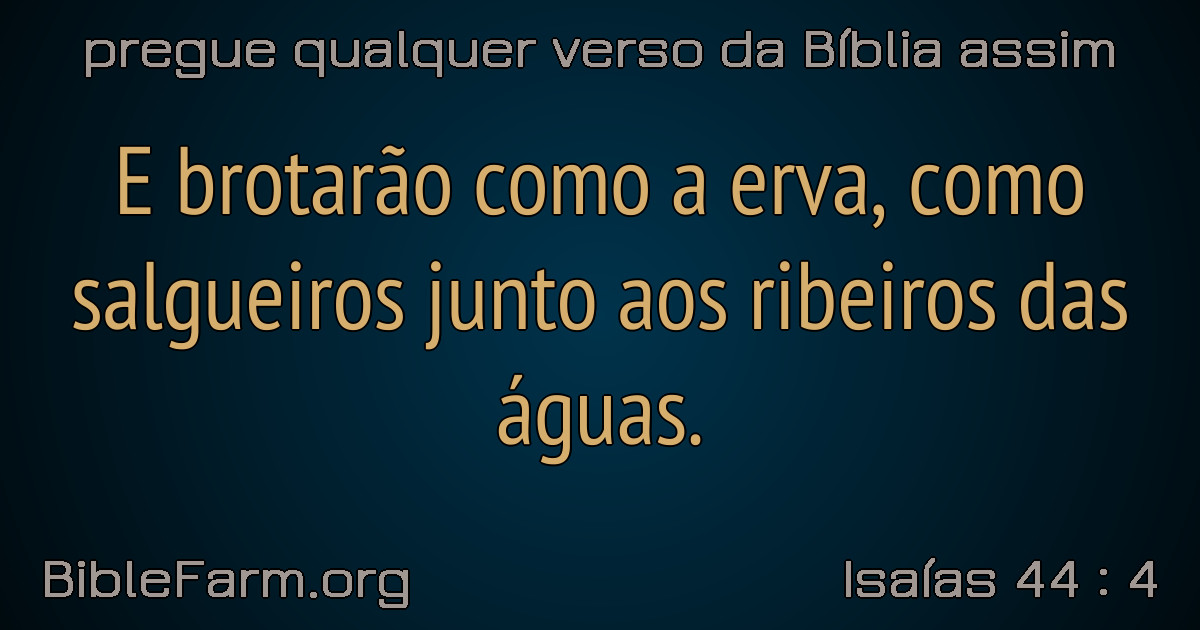 pregue qualquer verso da Bíblia assim
E brotarão como a erva, como
salgueiros junto aos ribeiros das
águas.
BibleFarm.org
Isaías 44 : 4